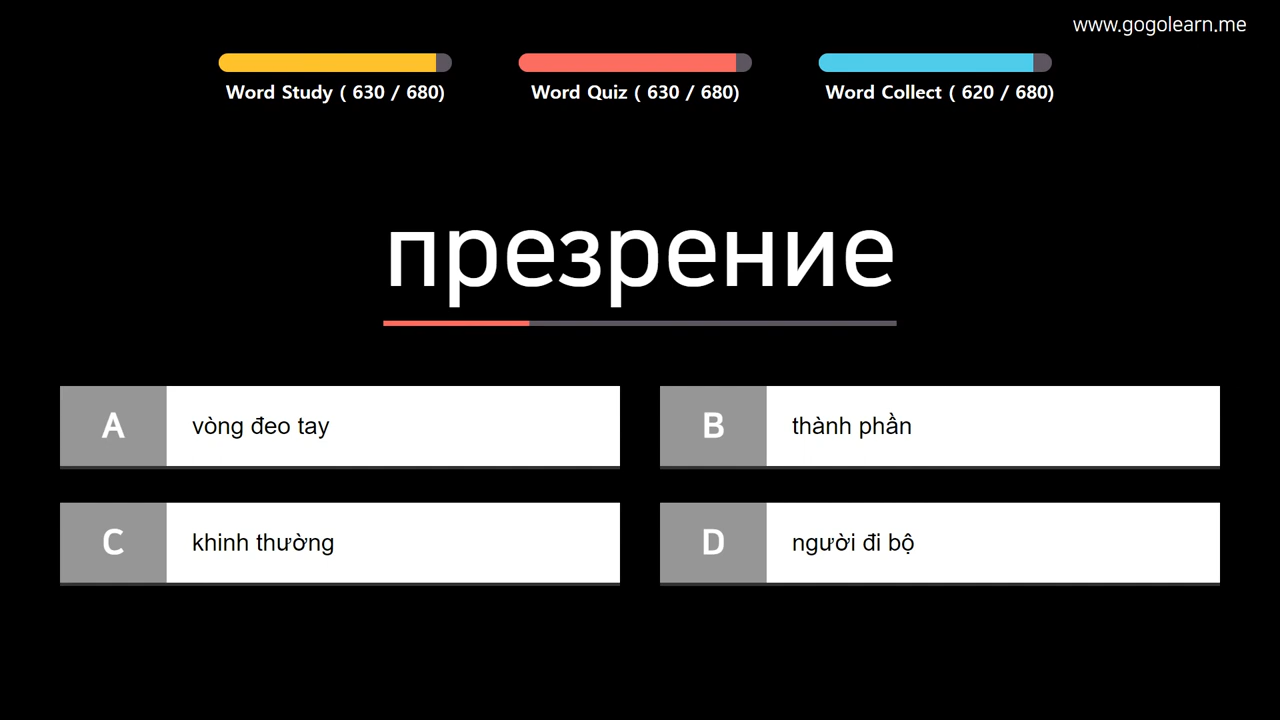 www.gogolearn.me
Word Study ( 630 / 680)
Word Quiz ( 630 / 680)
Word Collect ( 620 / 680)
презрение
A
vòng đeo tay
B
thành phần
C
khinh thường
D
người đi bộ